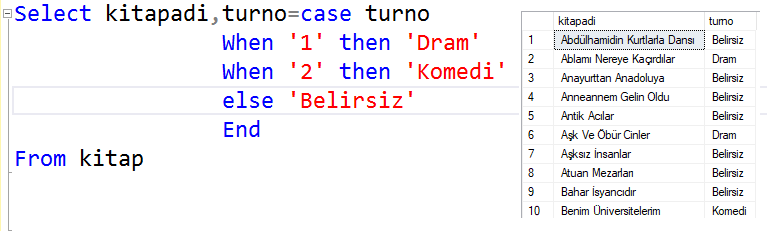 Select kitapadi,turno=case turno
When '1' then 'Dram'
When '2' then 'Komedi'
else 'Belirsiz'
End
From kitap
kitapadi turno
1 Abdülhamidin Kurtlarla Dansı Belirsiz
2 Ablamı Nereye Kaçırdılar Dram
3 Anayurttan Anadoluya Belirsiz
4 Anneannem Gelin Oldu Belirsiz
5 Antik Acılar Belirsiz
6 Aşk Ve Öbür Cinler Dram
7 Aşksız İnsanlar Belirsiz
8 Atuan Mezarları Belirsiz
9 Bahar İsyancıdır Belirsiz
10 Benim Üniversitelerim Komedi